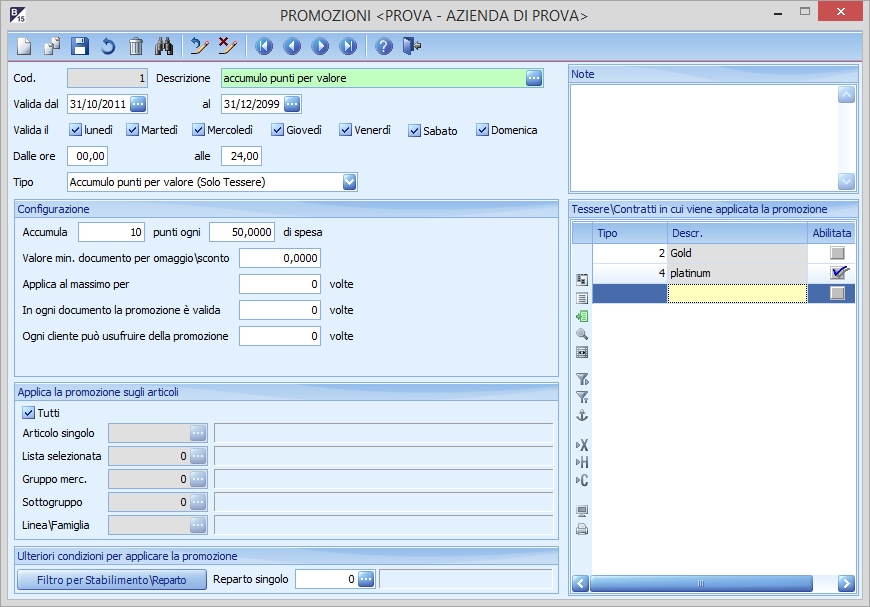 PROMOZIONI <PROVA - AZIENDA DI PROVA>
Cod. 1 Descrizione accumulo punti per valore
Valida dal 31/10/2011 al 31/12/2099
Valida il lunedì Martedì Mercoledì Giovedì Venerdì Sabato Domenica
Dalle ore 00,00 alle 24,00
Tipo Accumulo punti per valore (Solo Tessere)
Note
Configurazione
Accumula 10 punti ogni 50,0000 di spesa
Valore min. documento per omaggio\sconto 0,0000
Applica al massimo per 0 volte
In ogni documento la promozione è valida 0 volte
Ogni cliente può usufruire della promozione 0 volte
Tessere\Contratti in cui viene applicata la promozione
Tipo Descr. Abilitata
2 Gold
4 platinum
X
H
C
Applica la promozione sugli articoli
Tutti
Articolo singolo
Lista selezionata 0
Gruppo merc. 0
Sottogruppo 0
Linea\Famiglia
Ulteriori condizioni per applicare la promozione
Filtro per Stabilimento\Reparto Reparto singolo 0